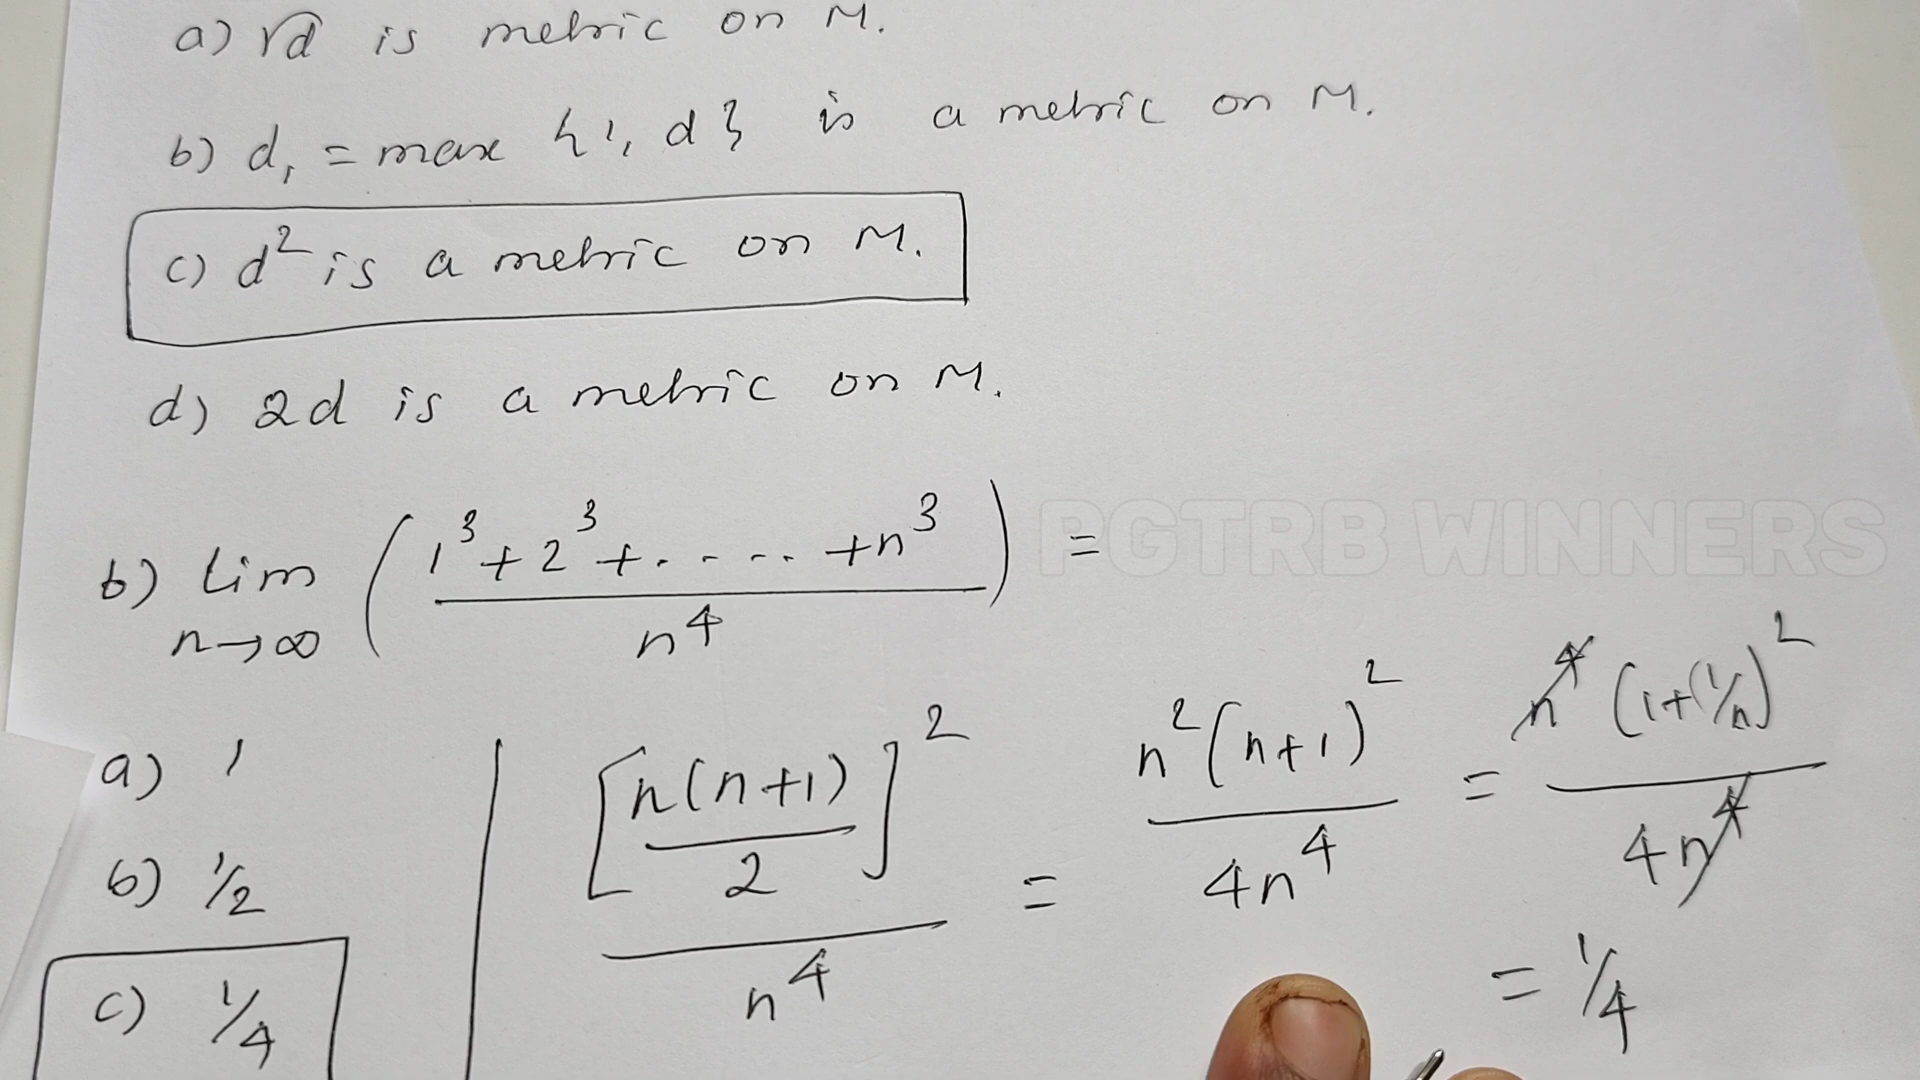 a) √d is metric on M.
b) d₁ = max {1, d} is a metric on M.
c) d² is a metric on M.
d) 2d is a metric on M.
6) Lim n→∞ (1³+2³+.....+n³ / n⁴) =
PGTRB WINNERS
a) 1
b) 1/2
c) 1/4
[n(n+1)/2]² / n⁴ = n²(n+1)² / 4n⁴ = n⁴(1+(1/n))² / 4n⁴
= 1/4